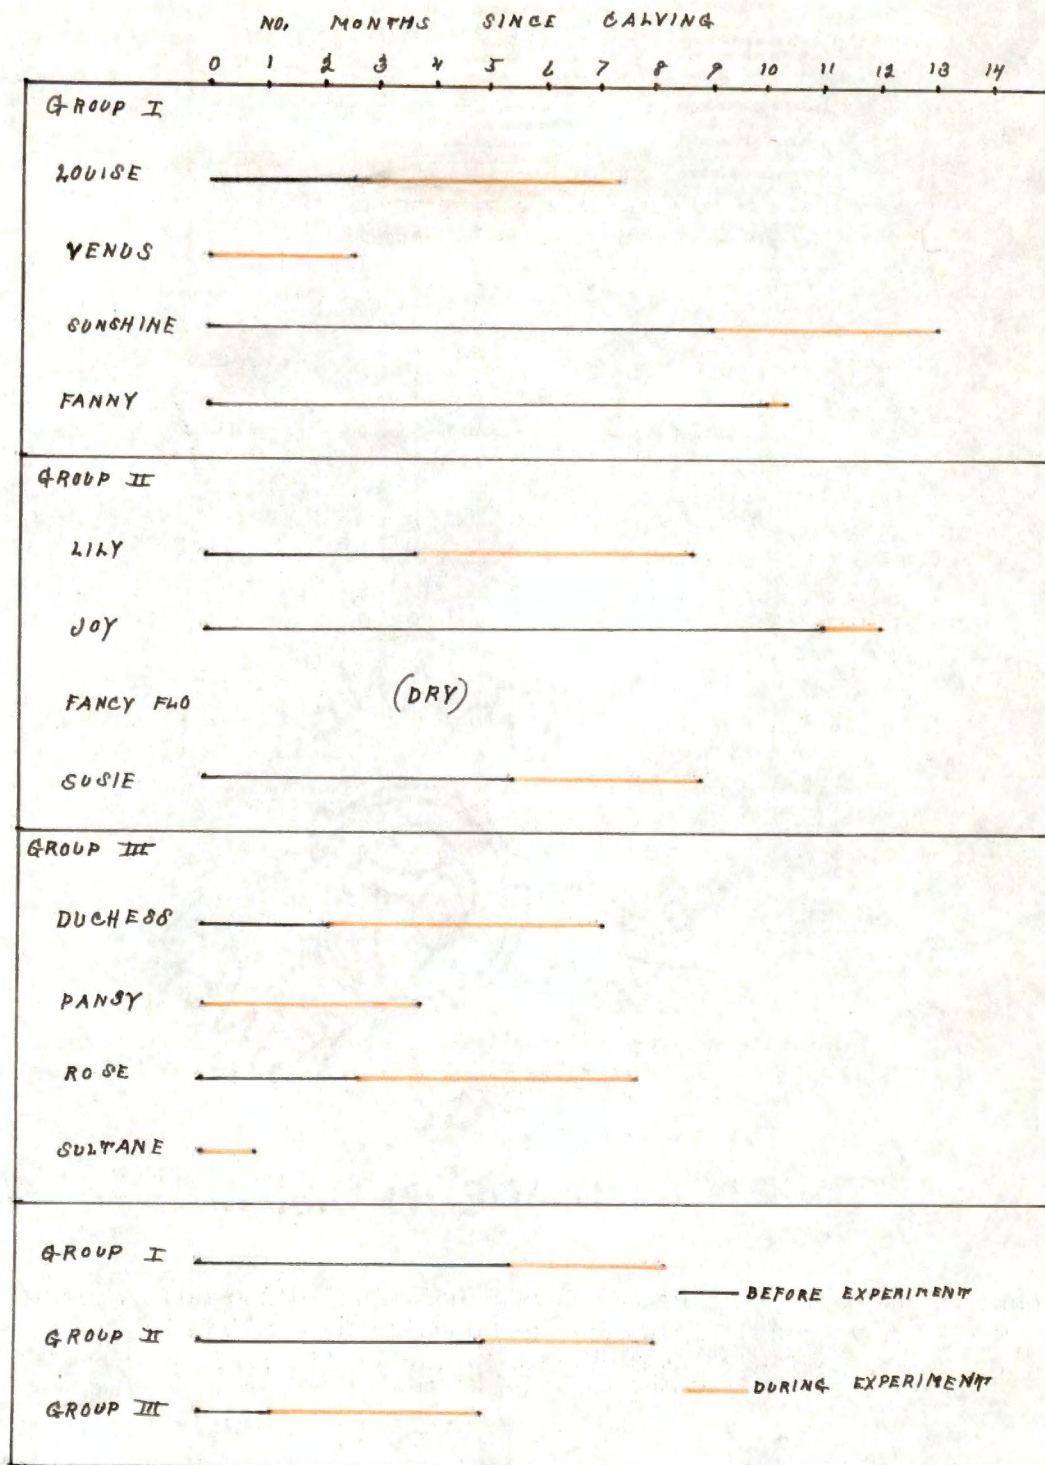 NO. MONTHS SINCE CALVING
0 1 2 3 4 5 6 7 8 9 10 11 12 13 14
GROUP I
LOUISE
VENUS
SUNSHINE
FANNY
GROUP II
LILY
JOY
FANCY FLO (DRY)
SUSIE
GROUP III
DUCHESS
PANSY
ROSE
SULTANE
GROUP I
BEFORE EXPERIMENT
GROUP II
DURING EXPERIMENT
GROUP III